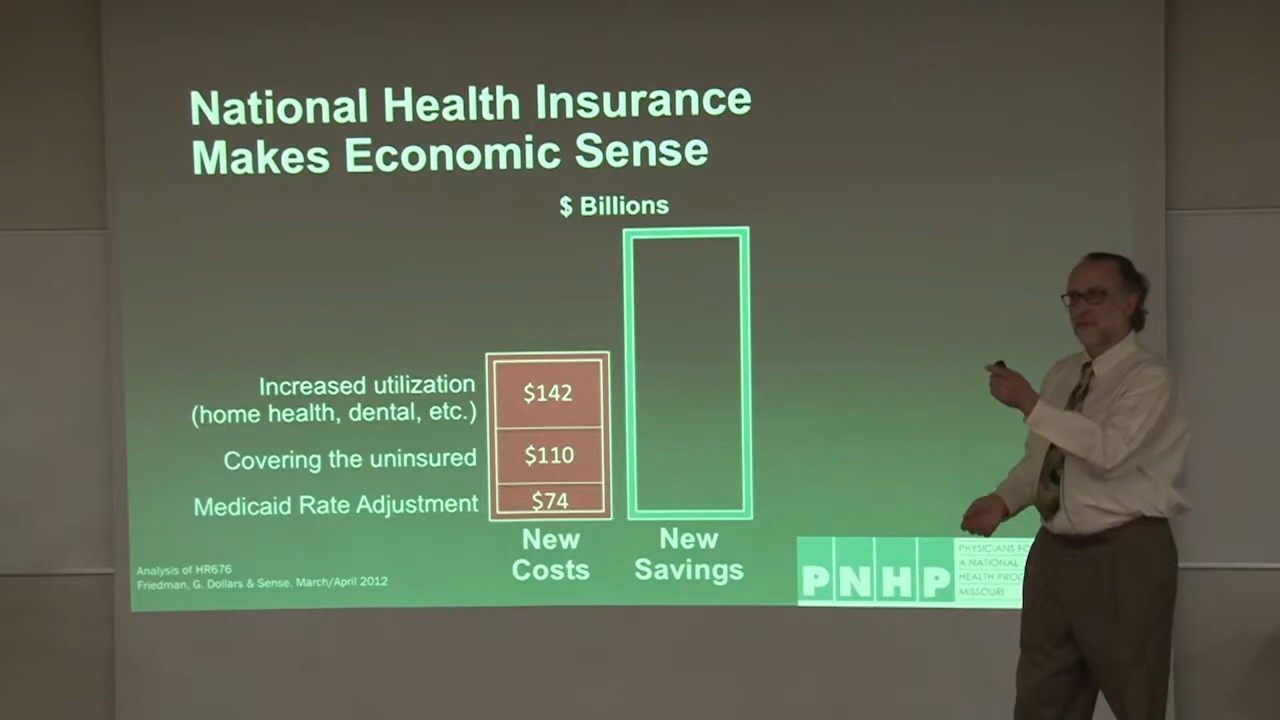 National Health Insurance
Makes Economic Sense
$ Billions
Increased utilization
(home health, dental, etc.)
$142
Covering the uninsured
$110
Medicaid Rate Adjustment
$74
New
Costs
New
Savings
Analysis of HR676
Friedman, G. Dollars & Sense. March/April 2012
PNHP
PHYSICIANS
A NATIONAL
HEALTH
MISSOURI